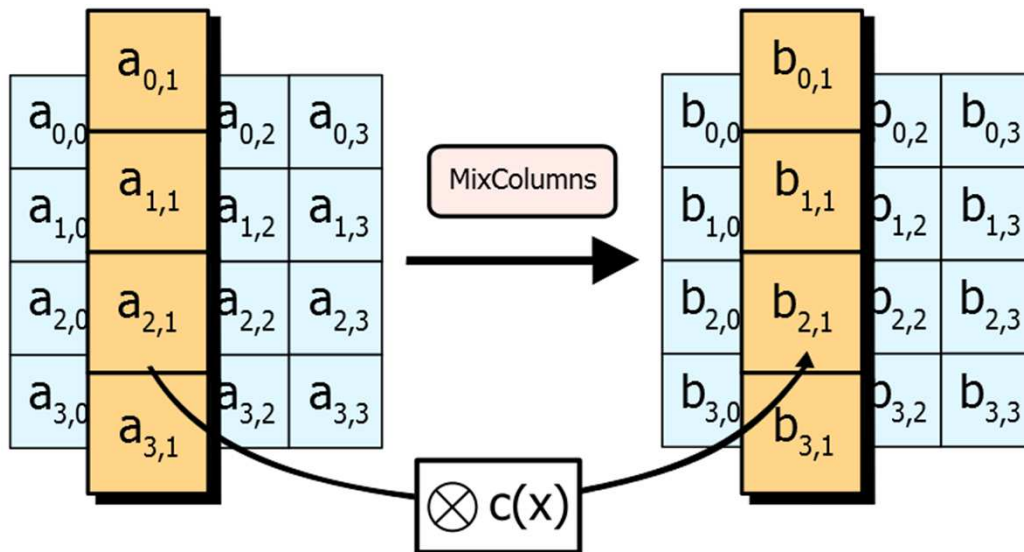 a0,1 b0,1
a0,0 a0,2 a0,3 b0,0 b0,2 b0,3
a1,1 MixColumns b1,1
a1,0 a1,2 a1,3 b1,0 b1,2 b1,3
a2,0 a2,1 a2,2 a2,3 b2,0 b2,1 b2,2 b2,3
a3,0 a3,2 a3,3 b3,0 b3,2 b3,3
a3,1 b3,1
⊗ c(x)